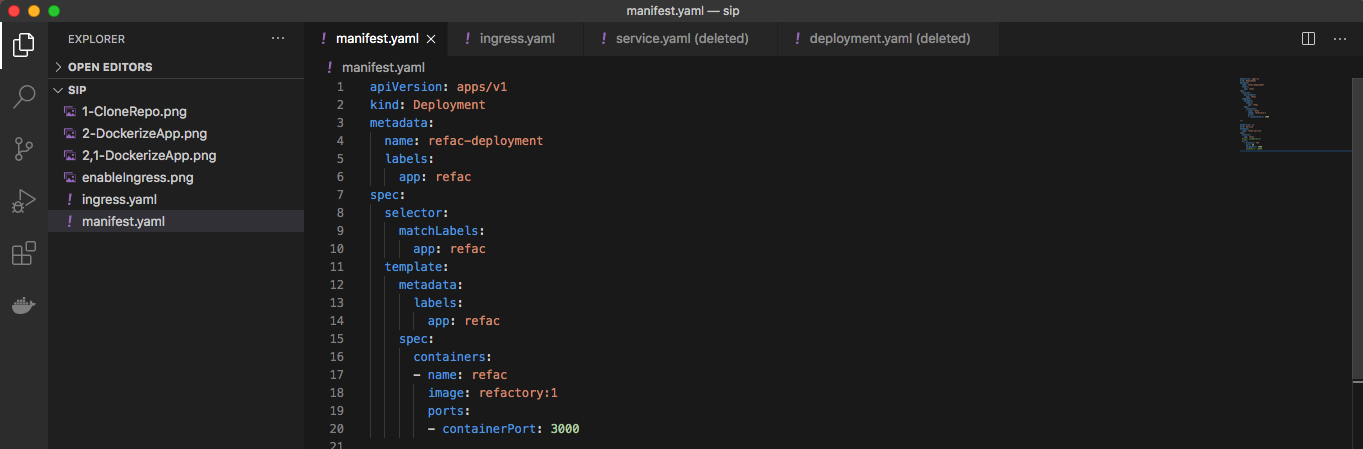 manifest.yaml — sip
EXPLORER ...
OPEN EDITORS
SIP
1-CloneRepo.png
2-DockerizeApp.png
2,1-DockerizeApp.png
enableIngress.png
! ingress.yaml
! manifest.yaml
! manifest.yaml ×
! ingress.yaml
! service.yaml (deleted)
! deployment.yaml (deleted)
...
! manifest.yaml
1 apiVersion: apps/v1
2 kind: Deployment
3 metadata:
4   name: refac-deployment
5   labels:
6     app: refac
7 spec:
8   selector:
9     matchLabels:
10       app: refac
11   template:
12     metadata:
13       labels:
14         app: refac
15     spec:
16       containers:
17       - name: refac
18         image: refactory:1
19         ports:
20         - containerPort: 3000
21